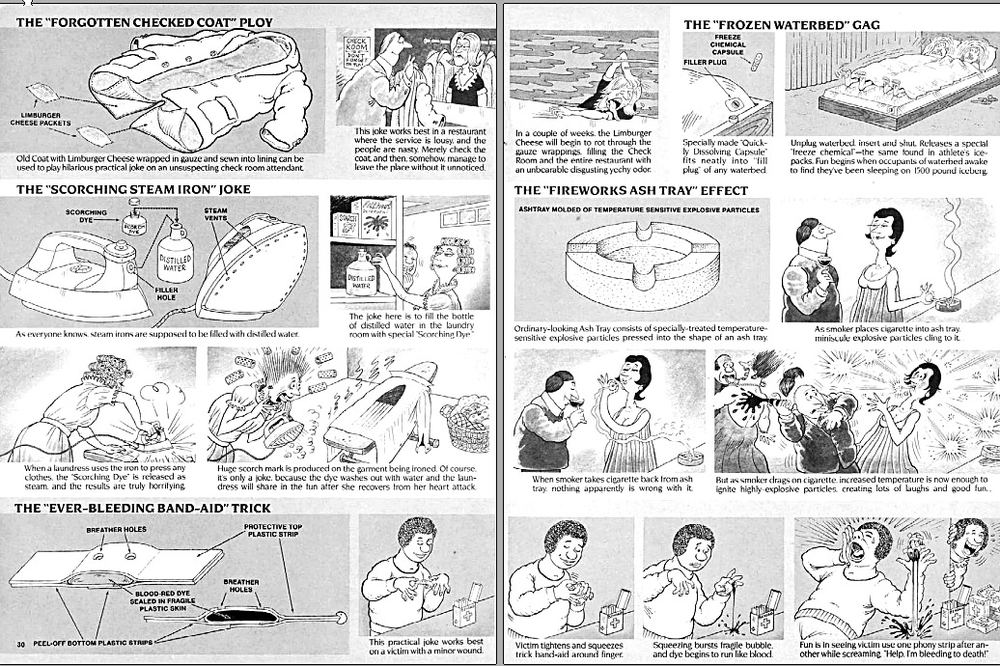 THE "FORGOTTEN CHECKED COAT" PLOY
LIMBURGER
CHEESE PACKETS
Old Coat with Limburger Cheese wrapped in gauze and sewn into lining can be
used to play hilarious practical joke on an unsuspecting check room attendant.
CHECK
ROOM
DON'T
FORGET
This joke works best in a restaurant
where the service is lousy, and the
people are nasty. Merely check the
coat, and then, somehow, manage to
leave the place without it unnoticed.
In a couple of weeks, the Limburger
Cheese will begin to rot through the
gauze wrappings, filling the Check
Room and the entire restaurant with
an unbearable disgusting yechy odor.
THE "FROZEN WATERBED" GAG
FREEZE
CHEMICAL
CAPSULE
FILLER PLUG
Specially made "Quick-
ly Dissolving Capsule"
fits neatly into "fill
plug" of any waterbed.
Unplug waterbed, insert and shut. Releases a special
"freeze chemical"—the same found in athlete's ice-
packs. Fun begins when occupants of waterbed awake
to find they've been sleeping on 1500 pound iceberg.
THE "SCORCHING STEAM IRON" JOKE
SCORCHING
DYE
STEAM
VENTS
SCORCH
DYE
DISTILLED
WATER
FILLER
HOLE
As everyone knows, steam irons are supposed to be filled with distilled water.
DISTILLED
WATER
The joke here is to fill the bottle
of distilled water in the laundry
room with special "Scorching Dye."
When a laundress uses the iron to press any
clothes, the "Scorching Dye" is released as
steam, and the results are truly horrifying.
Huge scorch mark is produced on the garment being ironed. Of course,
it's only a joke, because the dye washes out with water and the laun-
dress will share in the fun after she recovers from her heart attack.
THE "FIREWORKS ASH TRAY" EFFECT
ASHTRAY MOLDED OF TEMPERATURE SENSITIVE EXPLOSIVE PARTICLES
Ordinary-looking Ash Tray consists of specially-treated temperature-
sensitive explosive particles pressed into the shape of an ash tray.
As smoker places cigarette into ash tray,
miniscule explosive particles cling to it.
When smoker takes cigarette back from ash
tray, nothing apparently is wrong with it.
But as smoker drags on cigarette, increased temperature is now enough to
ignite highly-explosive particles, creating lots of laughs and good fun.
THE "EVER-BLEEDING BAND-AID" TRICK
BREATHER HOLES
PROTECTIVE TOP
PLASTIC STRIP
BLOOD-RED DYE
SEALED IN FRAGILE
PLASTIC SKIN
BREATHER
HOLES
30
PEEL-OFF BOTTOM PLASTIC STRIPS
This practical joke works best
on a victim with a minor wound.
Victim tightens and squeezes
trick band-aid around finger.
Squeezing bursts fragile bubble,
and dye begins to run like blood.
Fun is in seeing victim use one phony strip after an-
other while screaming, "Help, I'm bleeding to death!"